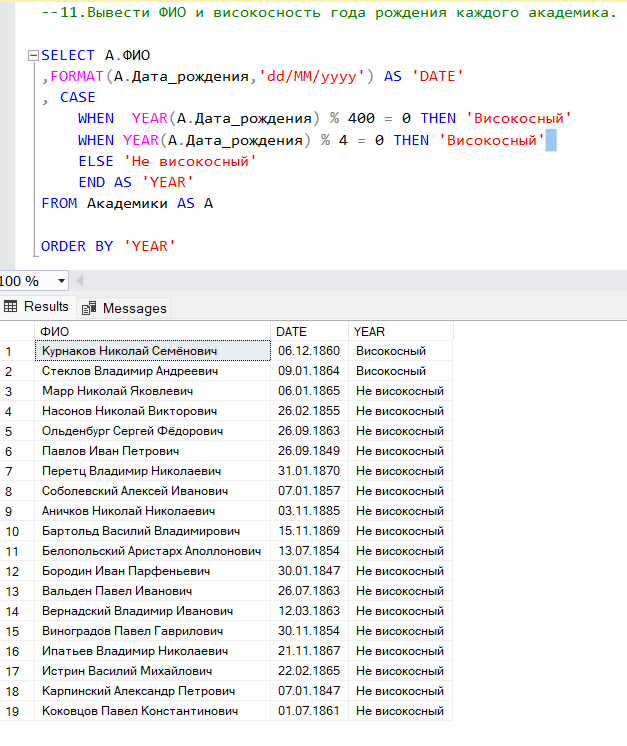 --11.Вывести ФИО и високосность года рождения каждого академика.
SELECT А.ФИО
,FORMAT(А.Дата_рождения,'dd/MM/yyyy') AS 'DATE'
, CASE
WHEN YEAR(А.Дата_рождения) % 400 = 0 THEN 'Високосный'
WHEN YEAR(А.Дата_рождения) % 4 = 0 THEN 'Високосный'
ELSE 'Не високосный'
END AS 'YEAR'
FROM Академики AS А
ORDER BY 'YEAR'
100 %
Results Messages
ФИО DATE YEAR
1 Курнаков Николай Семёнович 06.12.1860 Високосный
2 Стеклов Владимир Андреевич 09.01.1864 Високосный
3 Марр Николай Яковлевич 06.01.1865 Не високосный
4 Насонов Николай Викторович 26.02.1855 Не високосный
5 Ольденбург Сергей Фёдорович 26.09.1863 Не високосный
6 Павлов Иван Петрович 26.09.1849 Не високосный
7 Перетц Владимир Николаевич 31.01.1870 Не високосный
8 Соболевский Алексей Иванович 07.01.1857 Не високосный
9 Аничков Николай Николаевич 03.11.1885 Не високосный
10 Бартольд Василий Владимирович 15.11.1869 Не високосный
11 Белопольский Аристарх Аполлонович 13.07.1854 Не високосный
12 Бородин Иван Парфеньевич 30.01.1847 Не високосный
13 Вальден Павел Иванович 26.07.1863 Не високосный
14 Вернадский Владимир Иванович 12.03.1863 Не високосный
15 Виноградов Павел Гаврилович 30.11.1854 Не високосный
16 Ипатьев Владимир Николаевич 21.11.1867 Не високосный
17 Истрин Василий Михайлович 22.02.1865 Не високосный
18 Карпинский Александр Петрович 07.01.1847 Не високосный
19 Коковцов Павел Константинович 01.07.1861 Не високосный